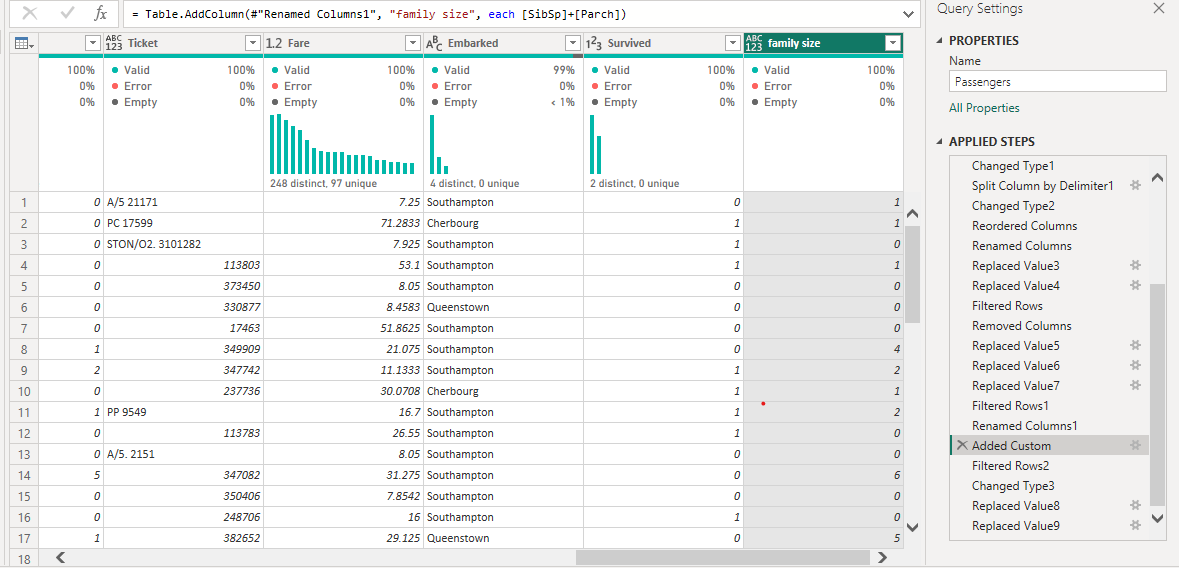 = Table.AddColumn(#"Renamed Columns1", "family size", each [SibSp]+[Parch])
ABC 123 Ticket 1.2 Fare ABC Embarked 123 Survived ABC 123 family size
100% Valid 100% Valid 100% Valid 99% Valid 100% Valid 100%
0% Error 0% Error 0% Error 0% Error 0% Error 0%
0% Empty 0% Empty 0% Empty < 1% Empty 0% Empty 0%
248 distinct, 97 unique 4 distinct, 0 unique 2 distinct, 0 unique
1 0 A/5 21171 7.25 Southampton 0 1
2 0 PC 17599 71.2833 Cherbourg 1 1
3 0 STON/O2. 3101282 7.925 Southampton 1 0
4 0 113803 53.1 Southampton 1 1
5 0 373450 8.05 Southampton 0 0
6 0 330877 8.4583 Queenstown 0 0
7 0 17463 51.8625 Southampton 0 0
8 1 349909 21.075 Southampton 0 4
9 2 347742 11.1333 Southampton 1 2
10 0 237736 30.0708 Cherbourg 1 1
11 1 PP 9549 16.7 Southampton 1 2
12 0 113783 26.55 Southampton 1 0
13 0 A/5. 2151 8.05 Southampton 0 0
14 5 347082 31.275 Southampton 0 6
15 0 350406 7.8542 Southampton 0 0
16 0 248706 16 Southampton 1 0
17 1 382652 29.125 Queenstown 0 5
18
Query Settings
PROPERTIES
Name
Passengers
All Properties
APPLIED STEPS
Changed Type1
Split Column by Delimiter1
Changed Type2
Reordered Columns
Renamed Columns
Replaced Value3
Replaced Value4
Filtered Rows
Removed Columns
Replaced Value5
Replaced Value6
Replaced Value7
Filtered Rows1
Renamed Columns1
Added Custom
Filtered Rows2
Changed Type3
Replaced Value8
Replaced Value9